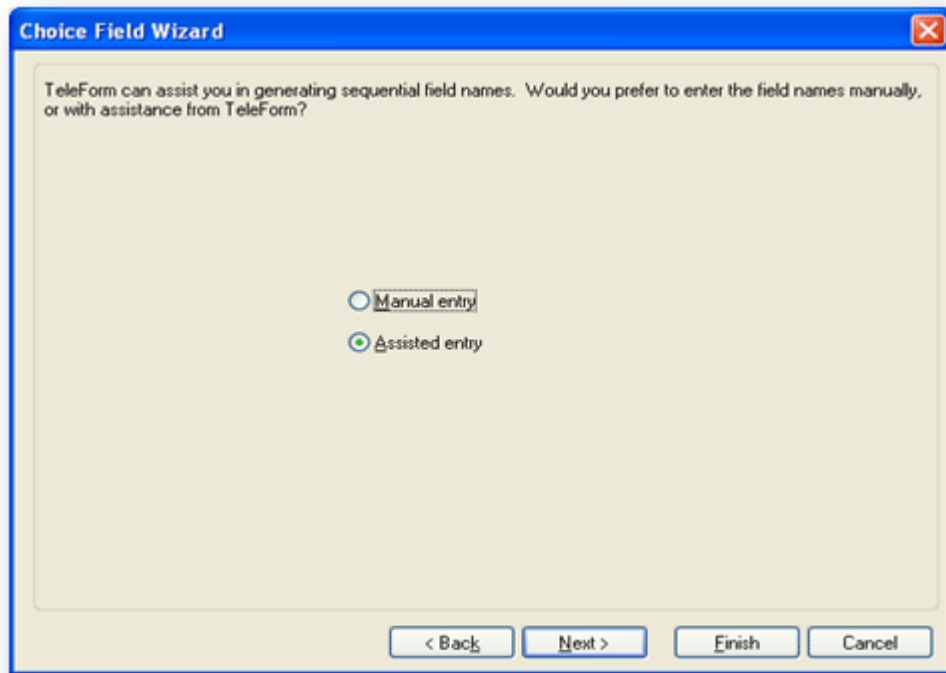 Choice Field Wizard
TeleForm can assist you in generating sequential field names.  Would you prefer to enter the field names manually,
or with assistance from TeleForm?
Manual entry
Assisted entry
< Back
Next >
Finish
Cancel